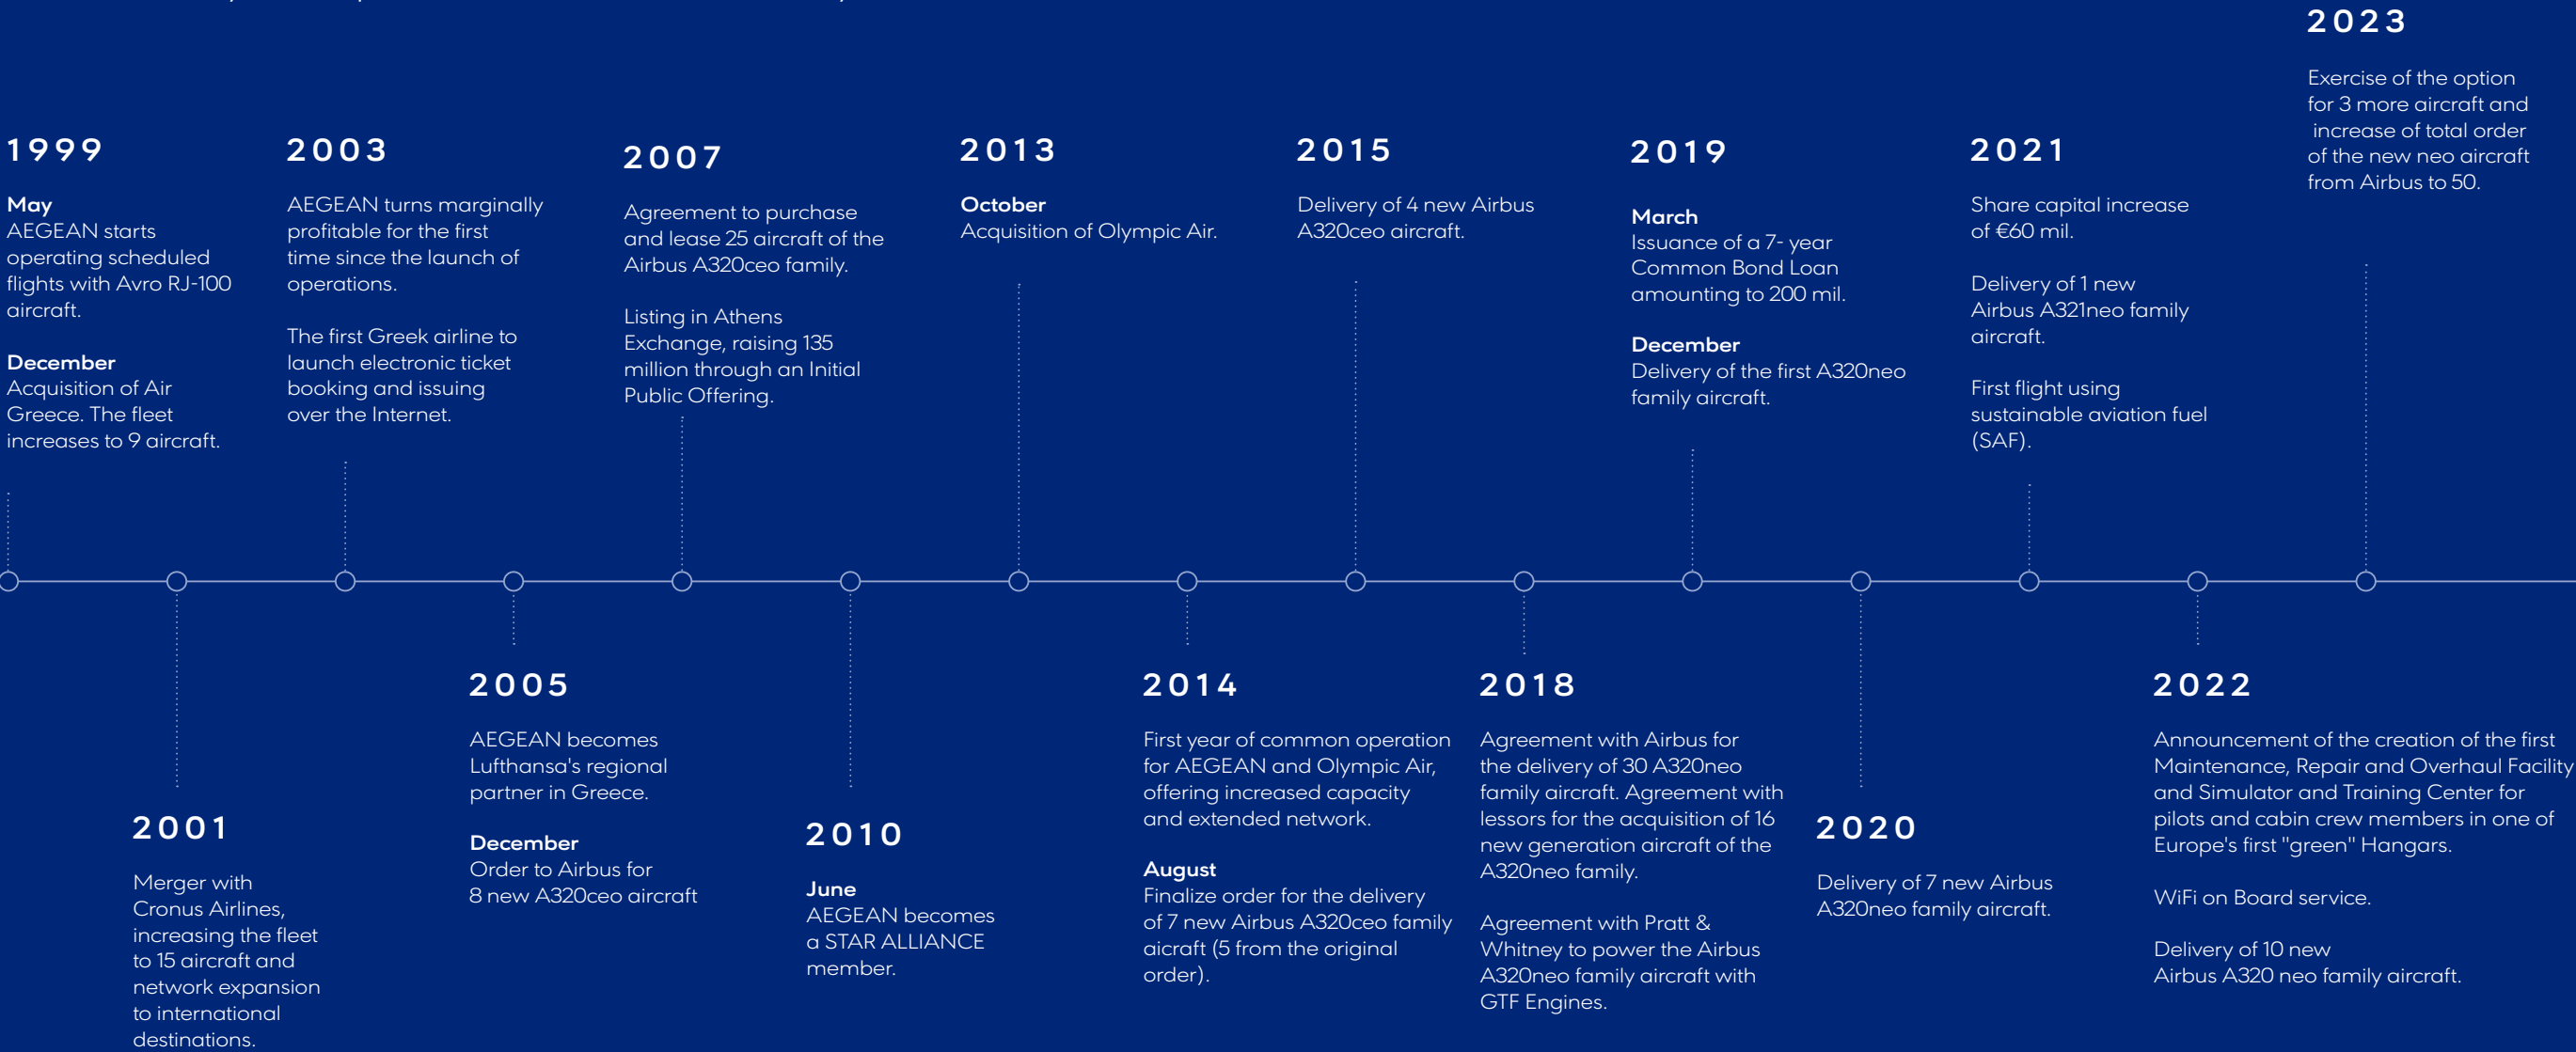 1999
May
AEGEAN starts
operating scheduled
flights with Avro RJ-100
aircraft.
December
Acquisition of Air
Greece. The fleet
increases to 9 aircraft.
2001
Merger with
Cronus Airlines,
increasing the fleet
to 15 aircraft and
network expansion
to international
destinations.
2003
AEGEAN turns marginally
profitable for the first
time since the launch of
operations.
The first Greek airline to
launch electronic ticket
booking and issuing
over the Internet.
2005
AEGEAN becomes
Lufthansa's regional
partner in Greece.
December
Order to Airbus for
8 new A320ceo aircraft
2007
Agreement to purchase
and lease 25 aircraft of the
Airbus A320ceo family.
Listing in Athens
Exchange, raising 135
million through an Initial
Public Offering.
2010
June
AEGEAN becomes
a STAR ALLIANCE
member.
2013
October
Acquisition of Olympic Air.
2014
First year of common operation
for AEGEAN and Olympic Air,
offering increased capacity
and extended network.
August
Finalize order for the delivery
of 7 new Airbus A320ceo family
aicraft (5 from the original
order).
2015
Delivery of 4 new Airbus
A320ceo aircraft.
2018
Agreement with Airbus for
the delivery of 30 A320neo
family aircraft. Agreement with
lessors for the acquisition of 16
new generation aircraft of the
A320neo family.
Agreement with Pratt &
Whitney to power the Airbus
A320neo family aircraft with
GTF Engines.
2019
March
Issuance of a 7- year
Common Bond Loan
amounting to 200 mil.
December
Delivery of the first A320neo
family aircraft.
2020
Delivery of 7 new Airbus
A320neo family aircraft.
2021
Share capital increase
of €60 mil.
Delivery of 1 new
Airbus A321neo family
aircraft.
First flight using
sustainable aviation fuel
(SAF).
2022
Announcement of the creation of the first
Maintenance, Repair and Overhaul Facility
and Simulator and Training Center for
pilots and cabin crew members in one of
Europe's first "green" Hangars.
WiFi on Board service.
Delivery of 10 new
Airbus A320 neo family aircraft.
2023
Exercise of the option
for 3 more aircraft and
increase of total order
of the new neo aircraft
from Airbus to 50.